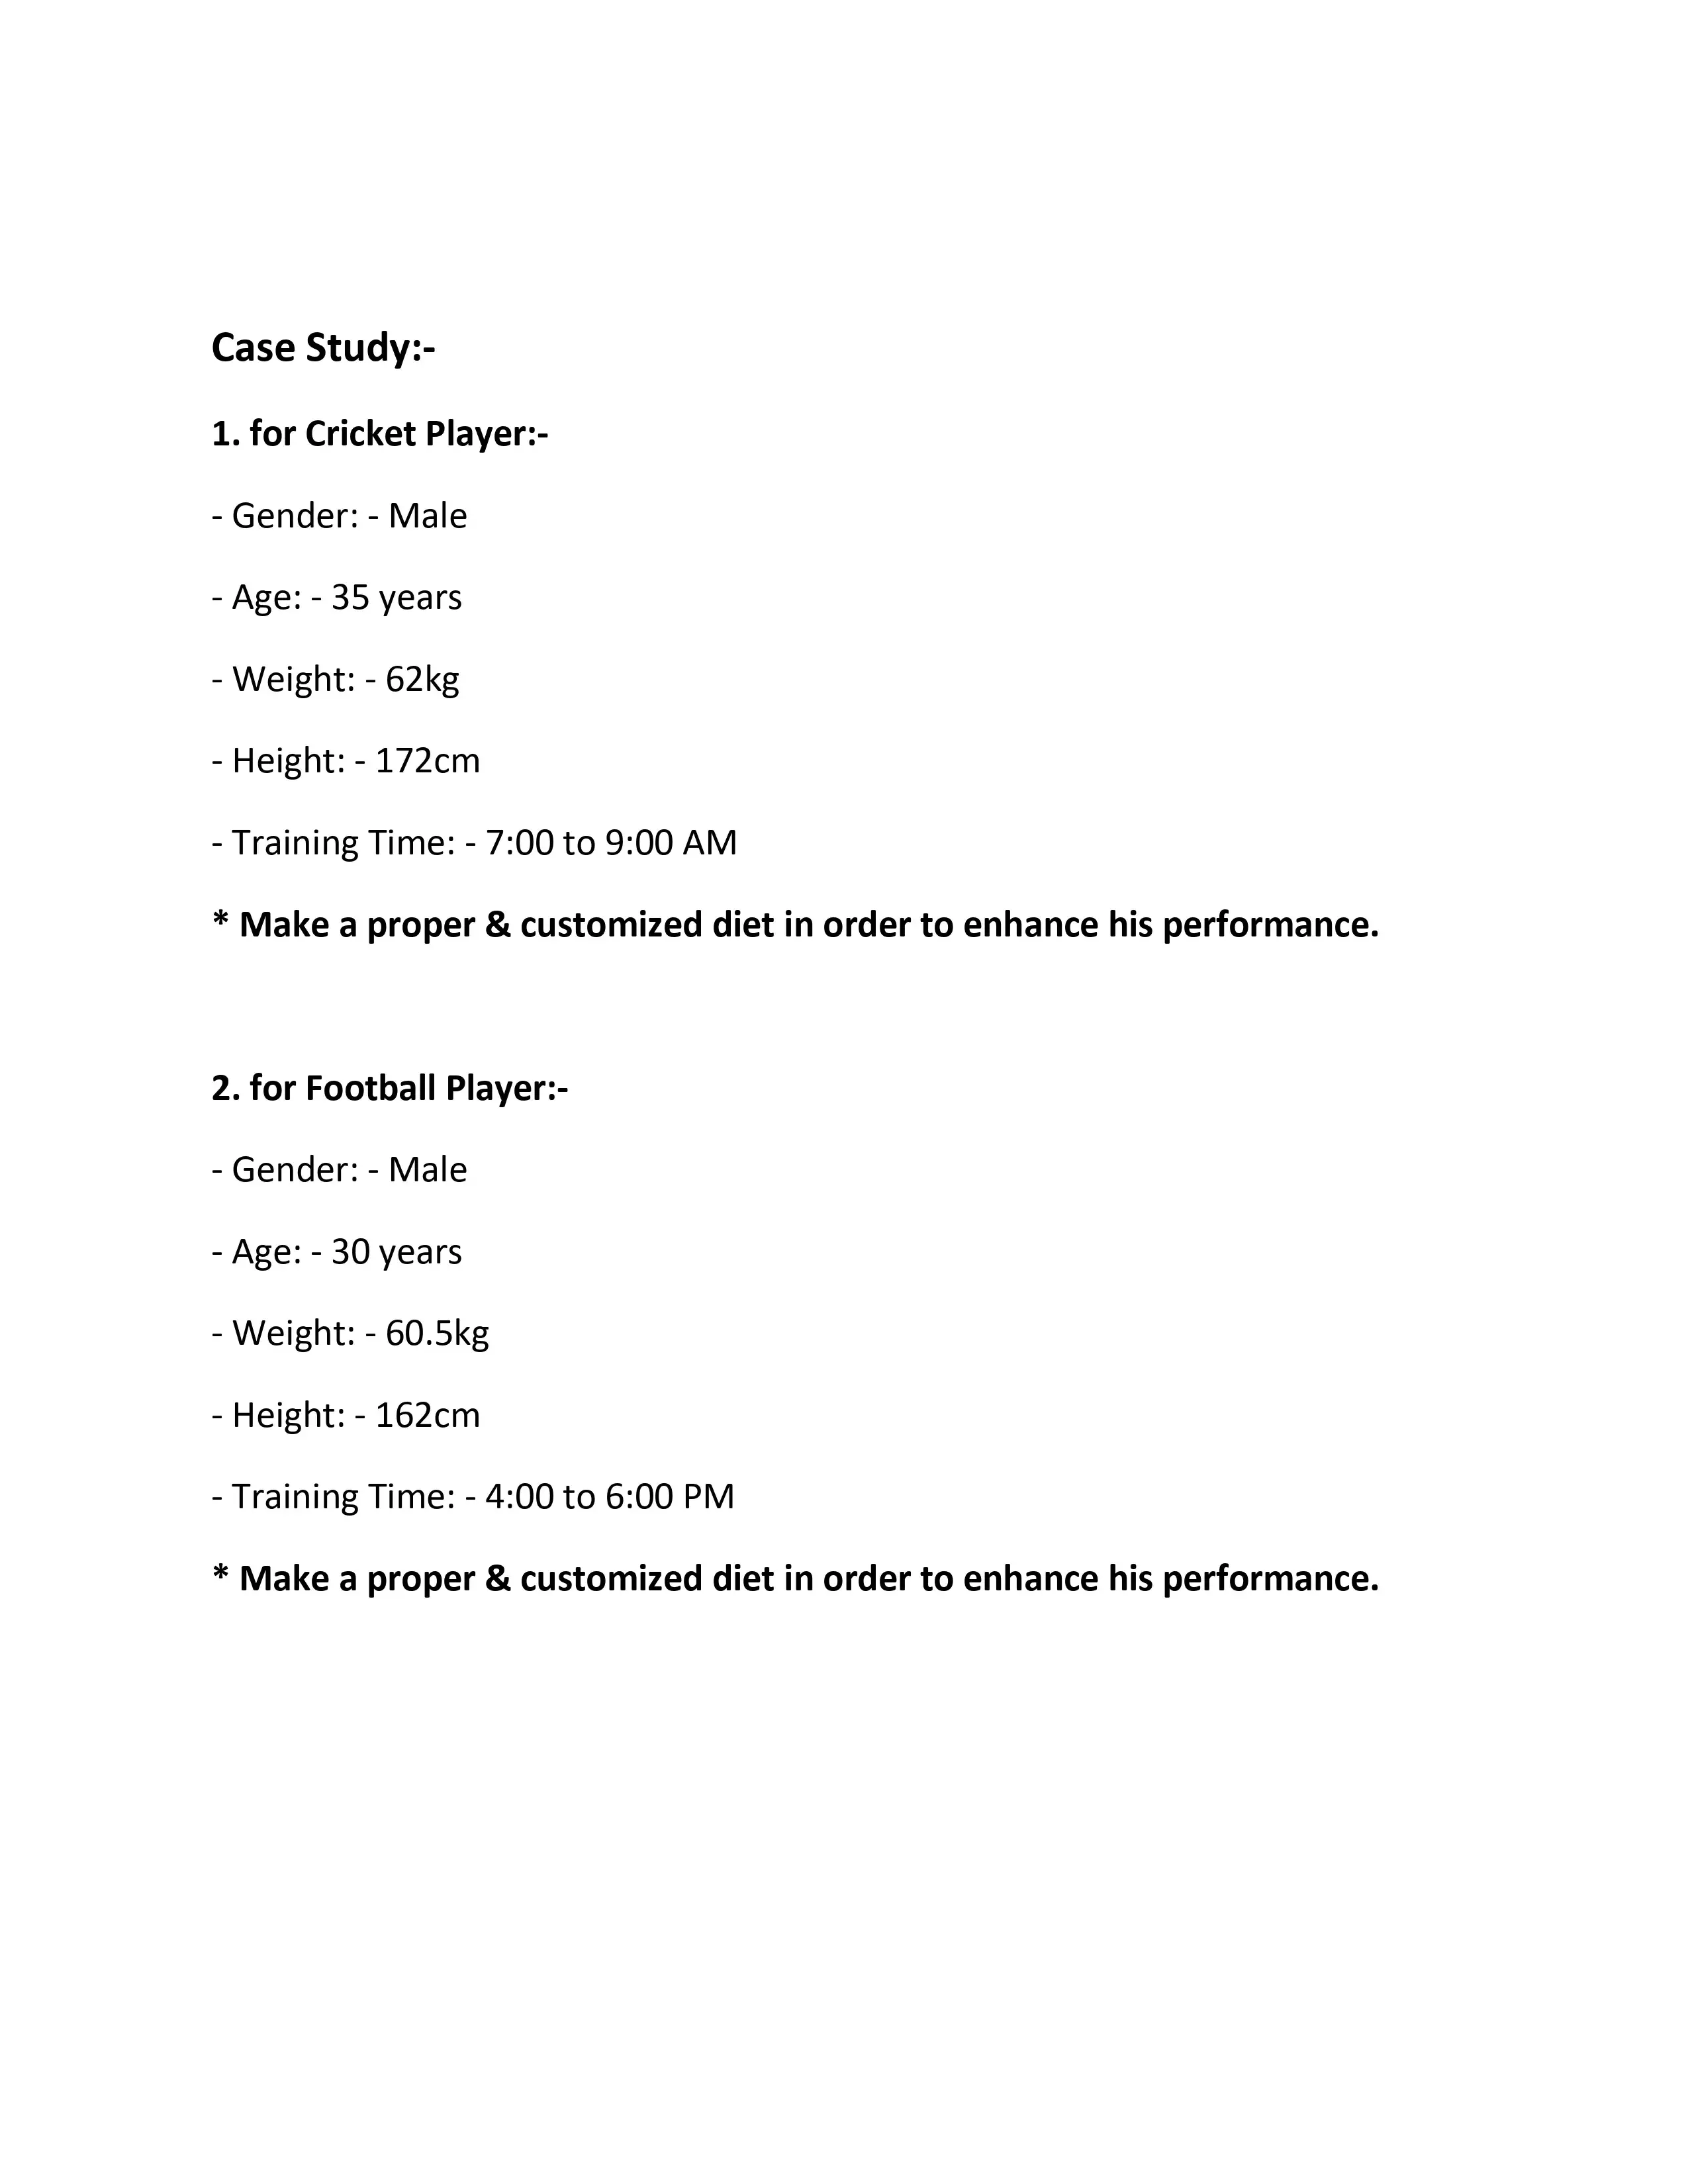 Case Study:-
1. for Cricket Player:-
- Gender: - Male
- Age: - 35 years
- Weight: - 62kg
- Height: - 172cm
- Training Time: - 7:00 to 9:00 AM
* Make a proper & customized diet in order to enhance his performance.
2. for Football Player:-
- Gender: - Male
- Age: - 30 years
- Weight: - 60.5kg
- Height: - 162cm
- Training Time: - 4:00 to 6:00 PM
* Make a proper & customized diet in order to enhance his performance.